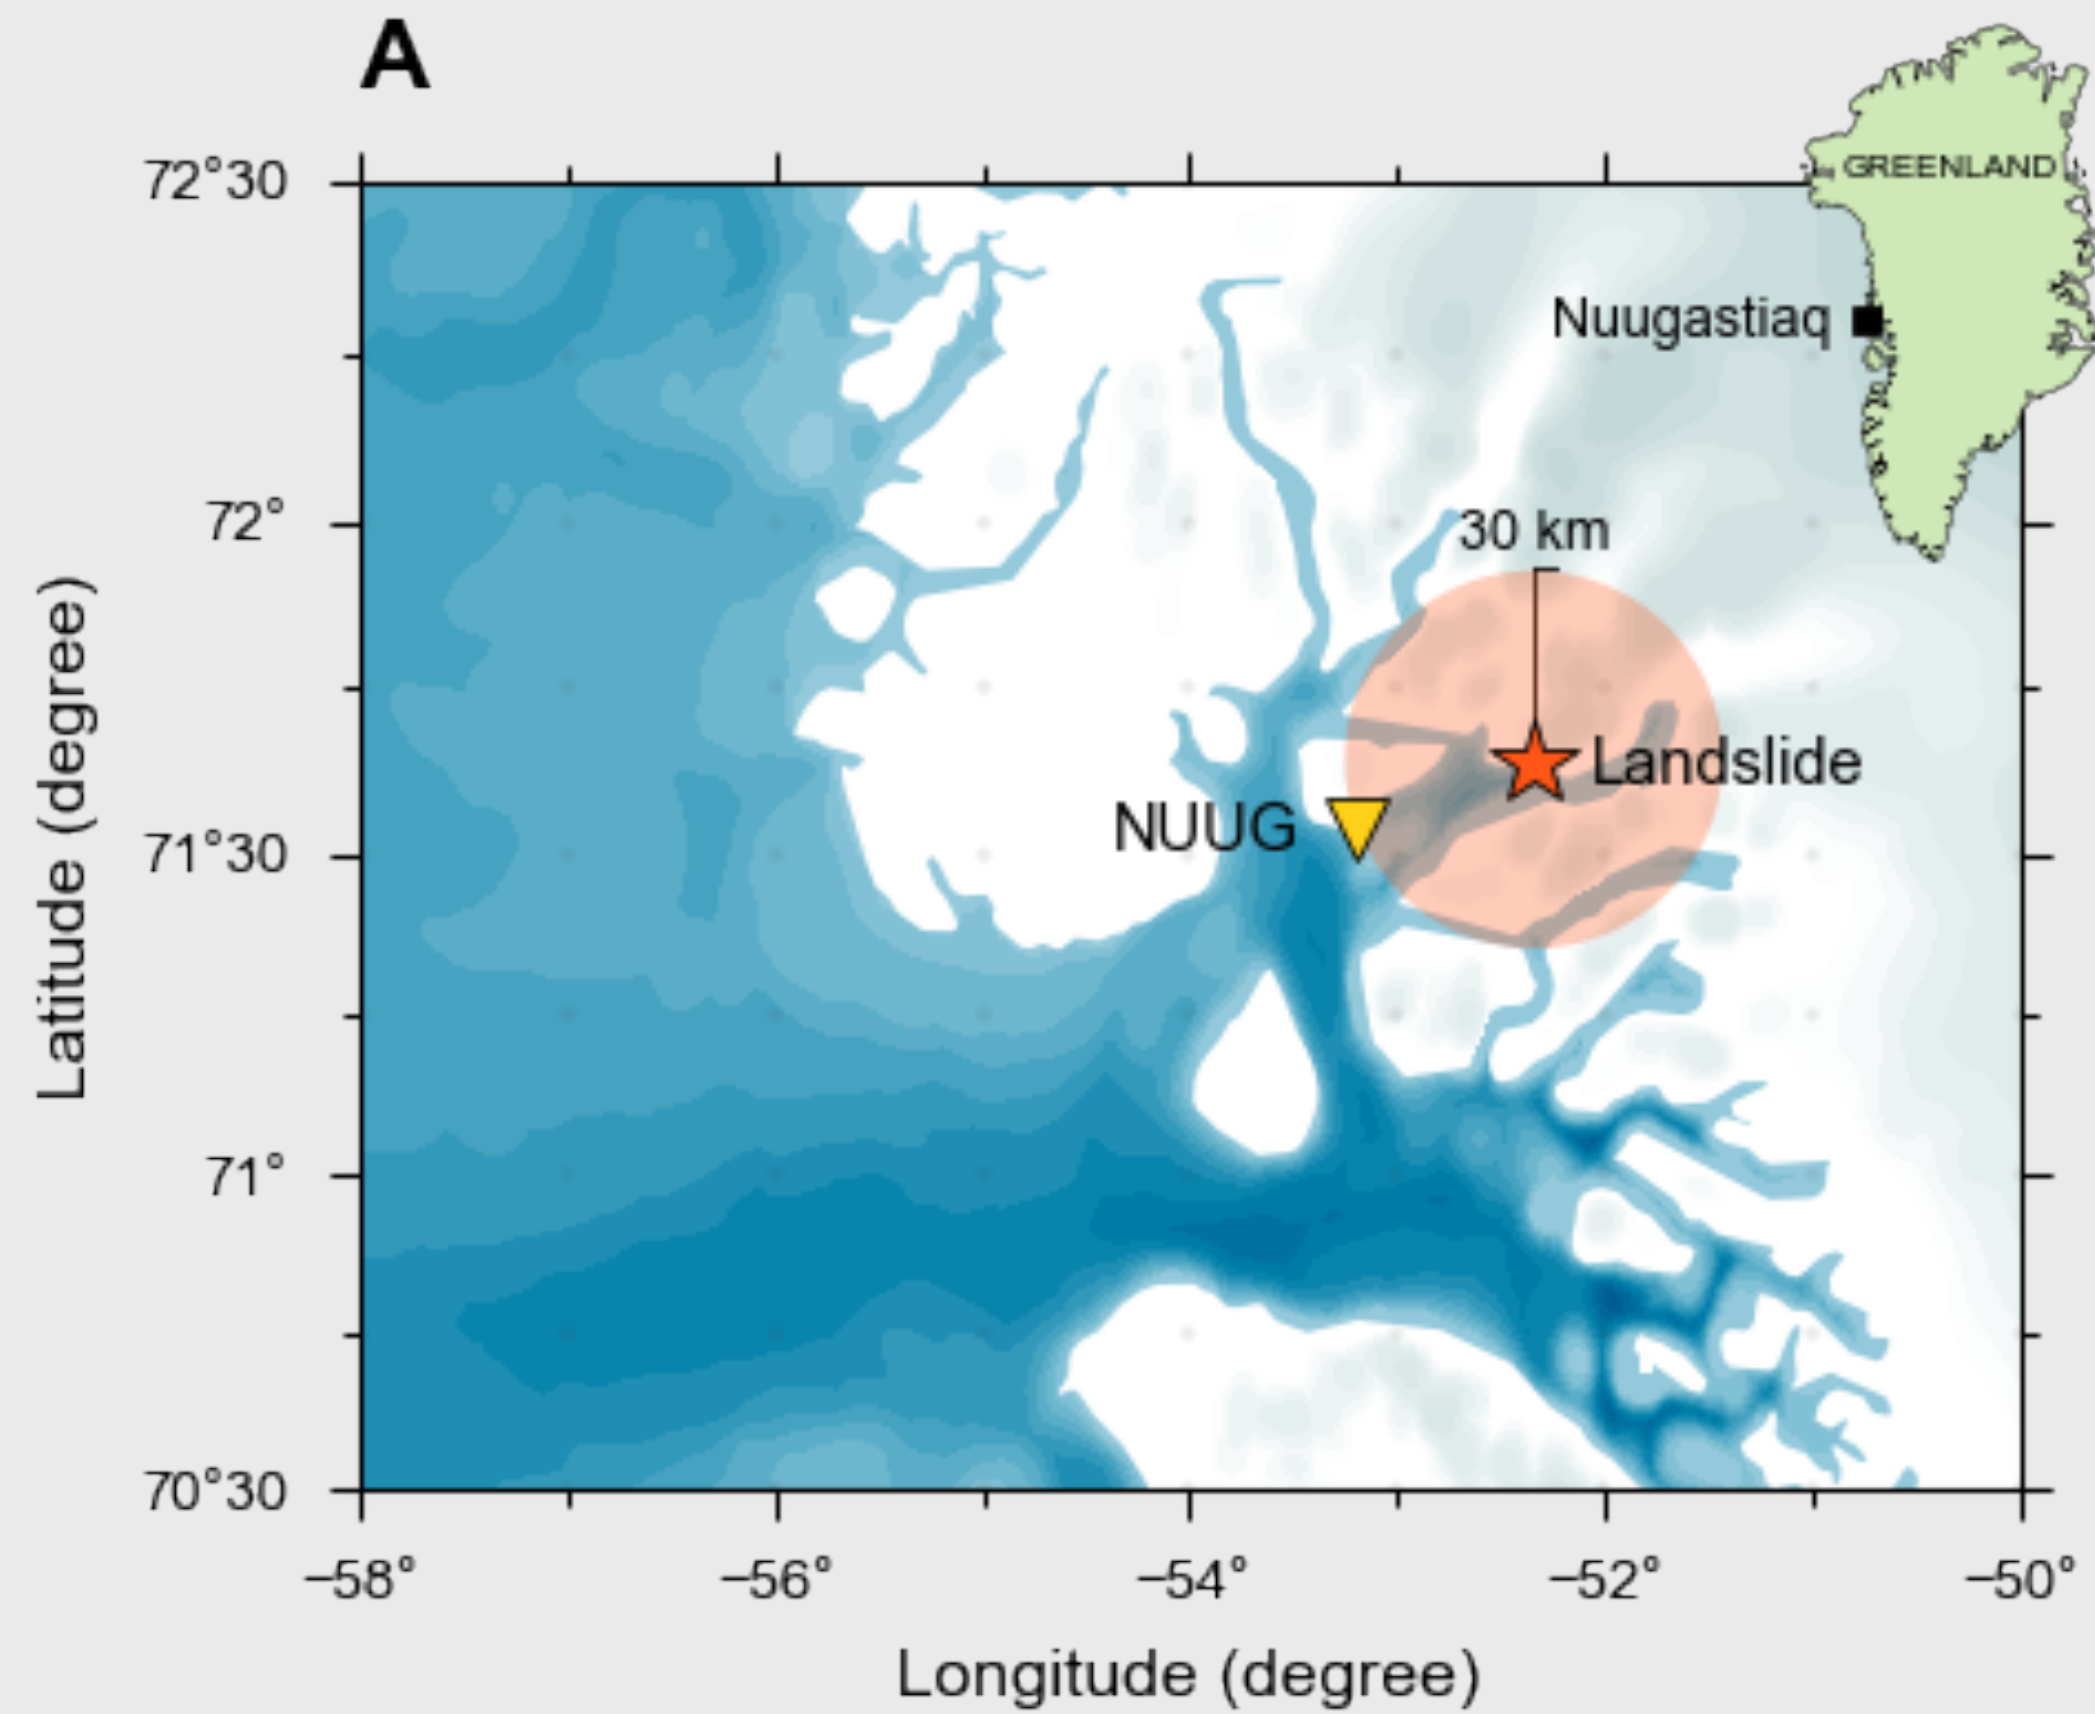 A
72°30
GREENLAND
Nuugastiaq
72°
30 km
Landslide
NUUG
71°30
Latitude (degree)
71°
70°30
−58°
−56°
−54°
−52°
−50°
Longitude (degree)